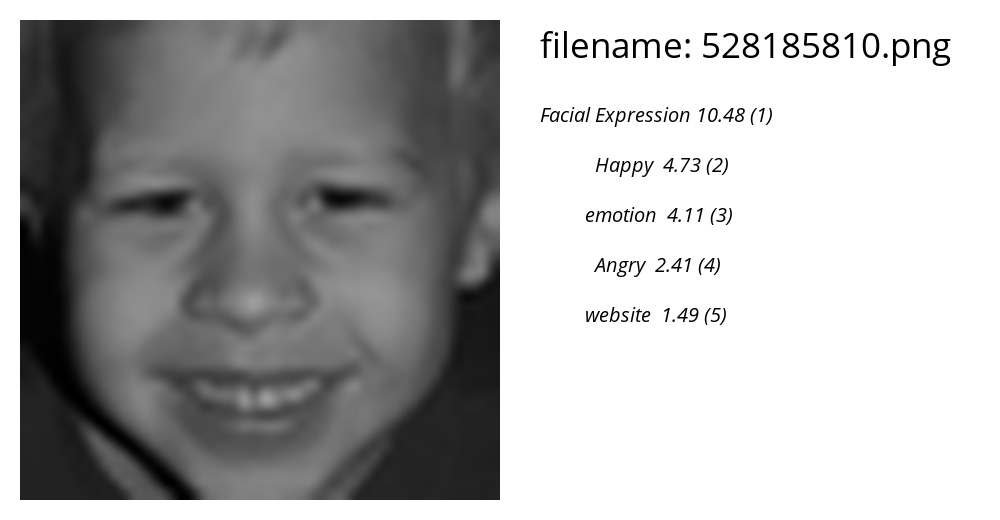 filename: 528185810.png
Facial Expression 10.48 (1)
Happy 4.73 (2)
emotion 4.11 (3)
Angry 2.41 (4)
website 1.49 (5)